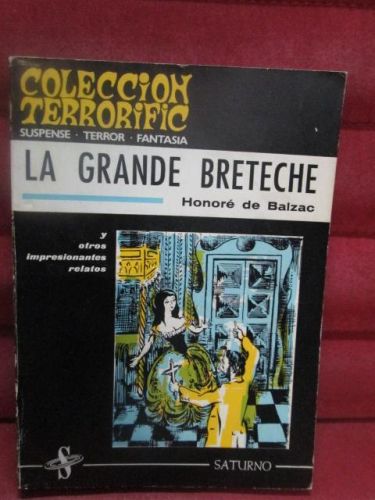 COLECCION
TERRORIFIC
SUSPENSE · TERROR · FANTASIA
LA GRANDE BRETECHE
Honoré de Balzac
y
otros
impresionantes
relatos
S
SATURNO